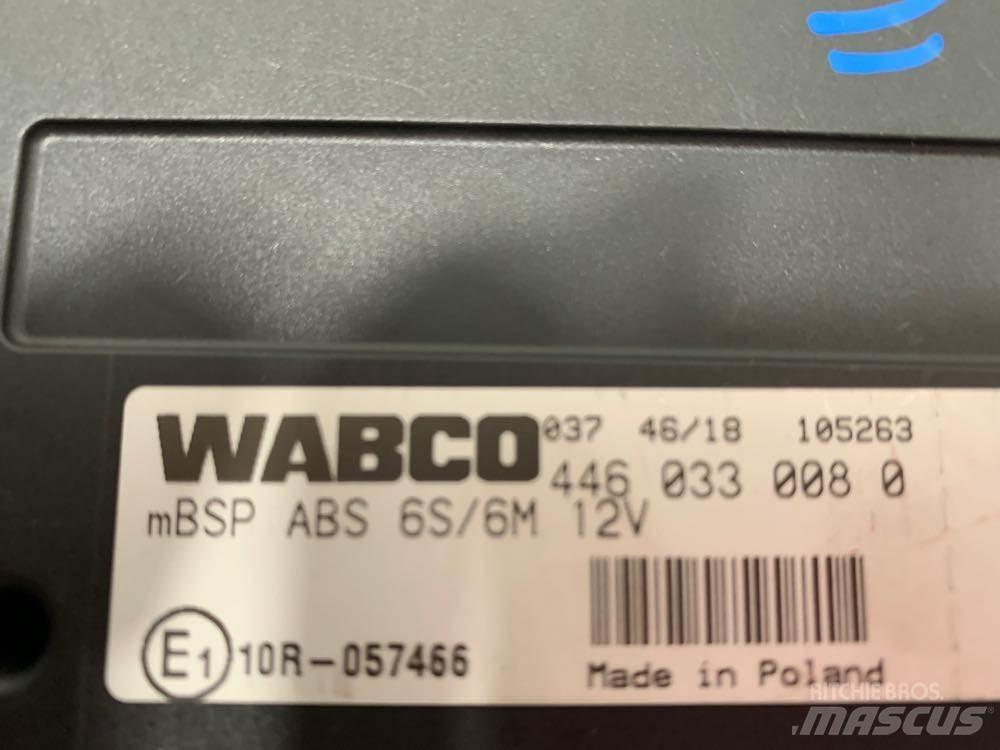 WABCO 037 46/18 105263
446 033 008 0
mBSP ABS 6S/6M 12V
E1 10R-057466
Made in Poland
RITCHIE BROS.
MASCUS